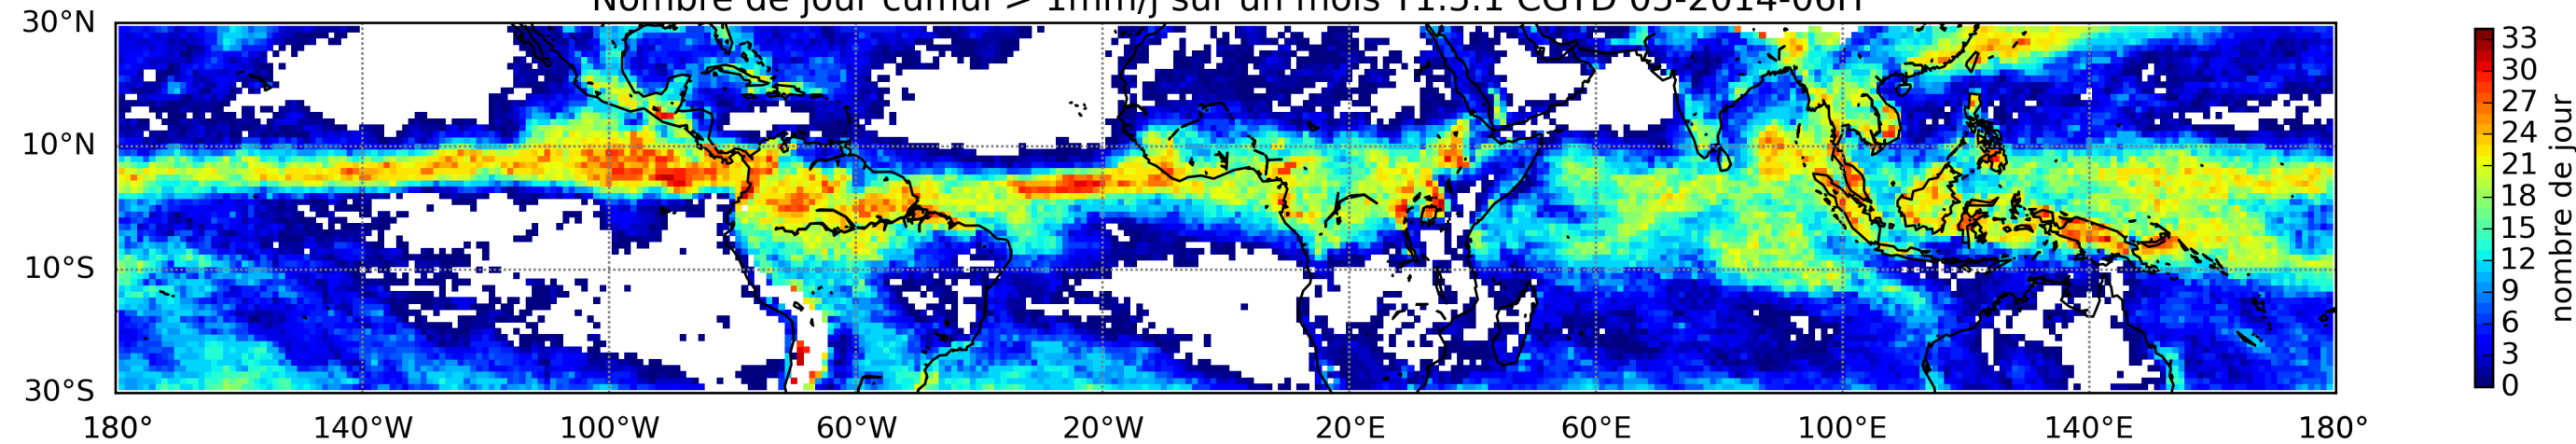 Nombre de jour cumul > 1mm/j sur un mois T1.5.1 CGTD 05-2014-06H
30°N
10°N
10°S
30°S
180° 140°W 100°W 60°W 20°W 20°E 60°E 100°E 140°E 180°
33
30
27
24
21
18
15
12
9
6
3
0
nombre de jour